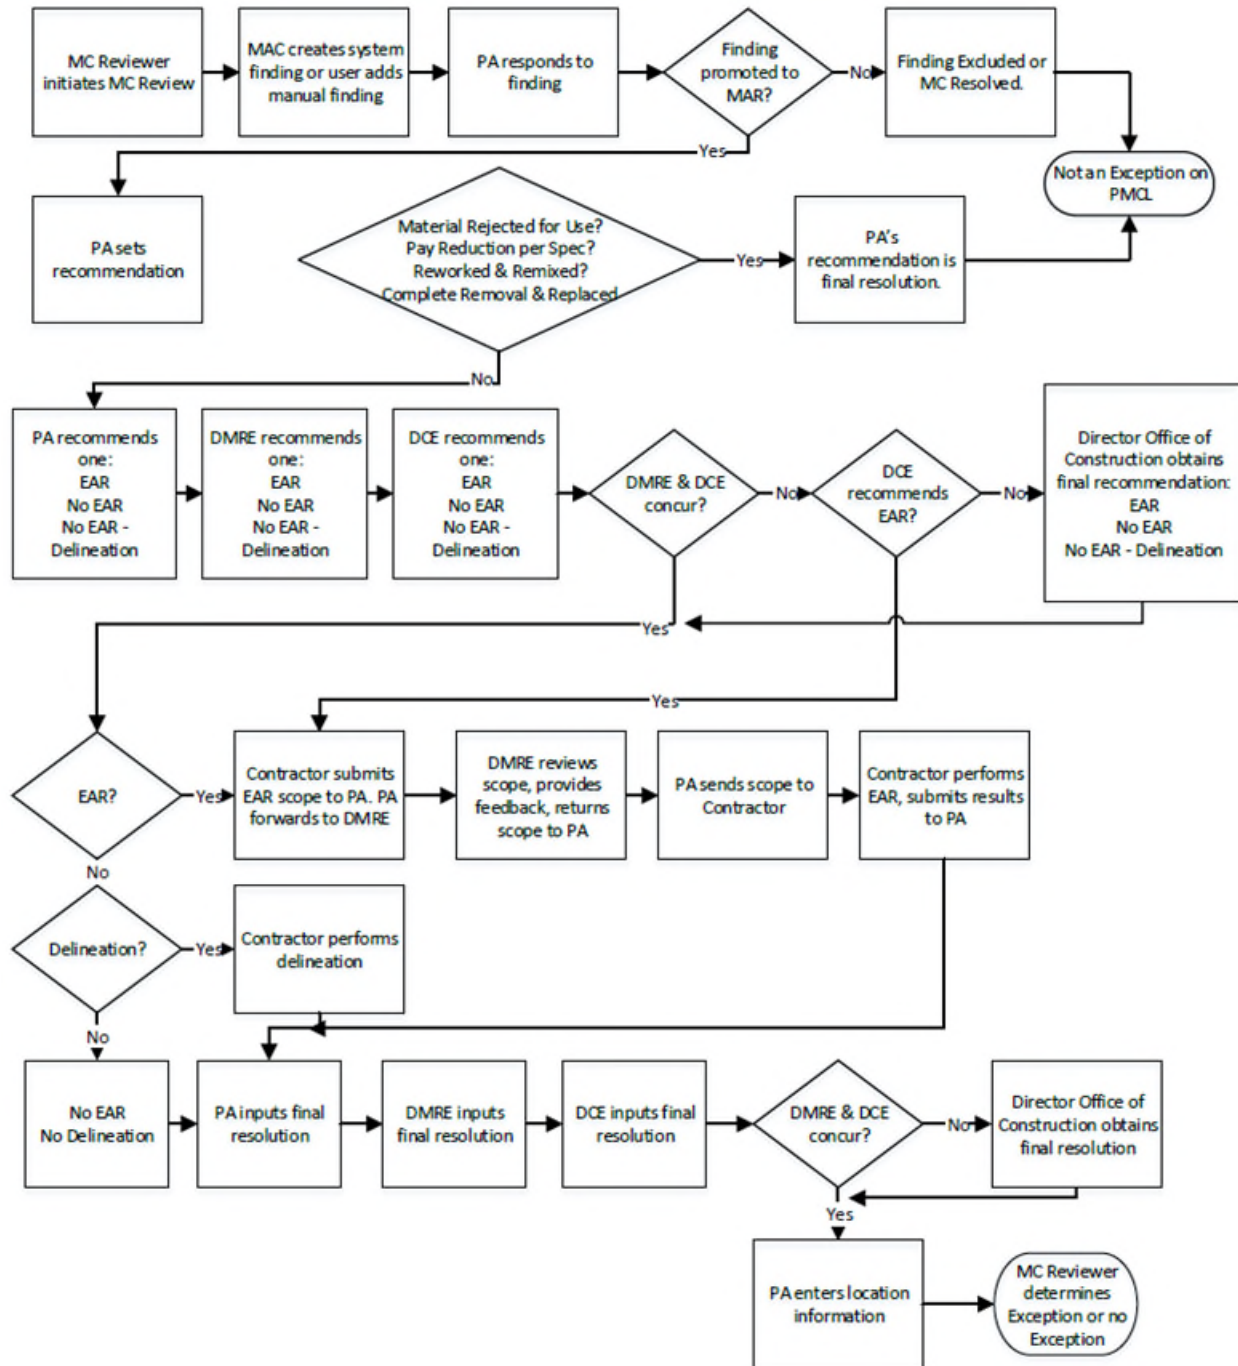 MC Reviewer
initiates MC Review
MAC creates system
finding or user adds
manual finding
PA responds to
finding
Finding
promoted to
MAR?
No
Finding Excluded or
MC Resolved.
Yes
Not an Exception on
PMCL
PA sets
recommendation
Material Rejected for Use?
Pay Reduction per Spec?
Reworked & Remixed?
Complete Removal & Replaced
Yes
PA's
recommendation is
final resolution.
No
PA recommends
one:
EAR
No EAR
No EAR -
Delineation
DMRE recommends
one:
EAR
No EAR
No EAR -
Delineation
DCE recommends
one:
EAR
No EAR
No EAR -
Delineation
DMRE & DCE
concur?
No
DCE
recommends
EAR?
No
Director Office of
Construction obtains
final recommendation:
EAR
No EAR
No EAR - Delineation
Yes
Yes
EAR?
Yes
Contractor submits
EAR scope to PA. PA
forwards to DMRE
DMRE reviews
scope, provides
feedback, returns
scope to PA
PA sends scope to
Contractor
Contractor performs
EAR, submits results
to PA
No
Delineation?
Yes
Contractor performs
delineation
No
No EAR
No Delineation
PA inputs final
resolution
DMRE inputs
final resolution
DCE inputs final
resolution
DMRE & DCE
concur?
No
Director Office of
Construction obtains
final resolution
Yes
PA enters location
information
MC Reviewer
determines
Exception or no
Exception